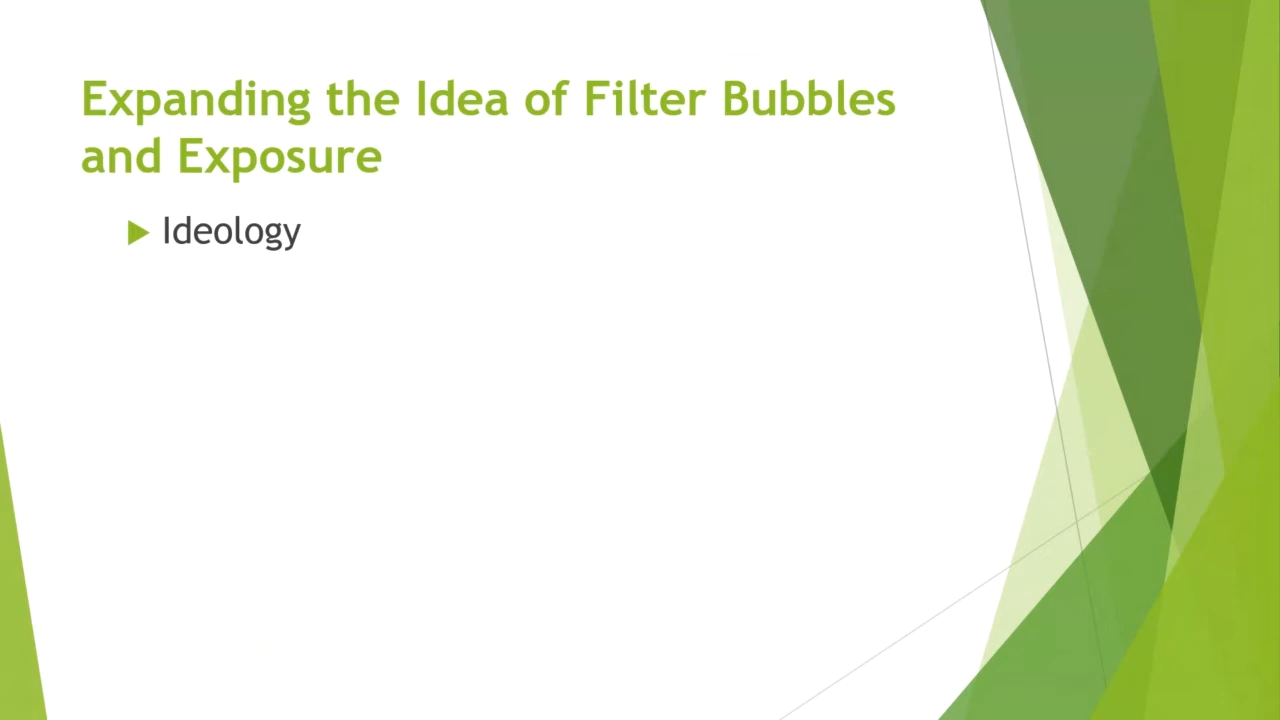 Expanding the Idea of Filter Bubbles
and Exposure
Ideology